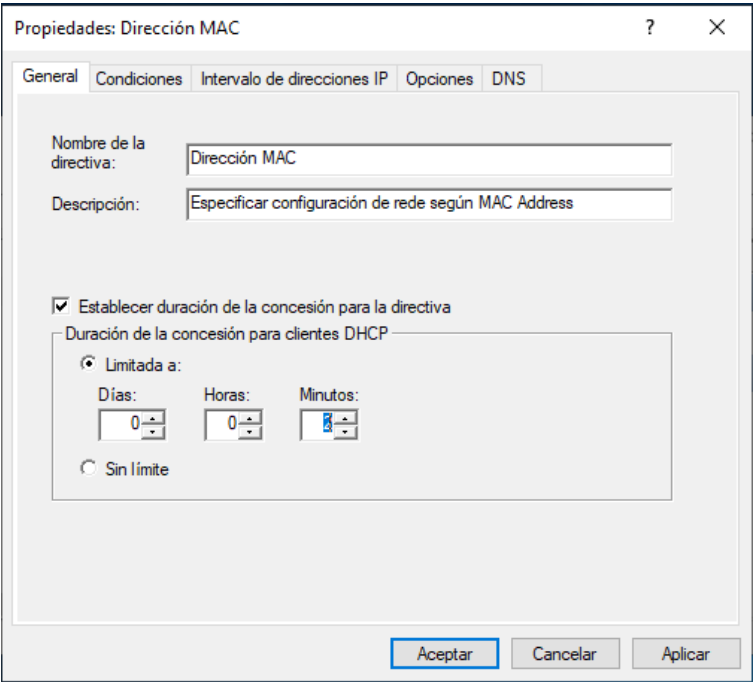 Propiedades: Dirección MAC
General Condiciones Intervalo de direcciones IP Opciones DNS
Nombre de la
directiva:
Dirección MAC
Descripción:
Especificar configuración de rede según MAC Address
Establecer duración de la concesión para la directiva
Duración de la concesión para clientes DHCP
Limitada a:
Días: Horas: Minutos:
0 0
Sin límite
Aceptar Cancelar Aplicar